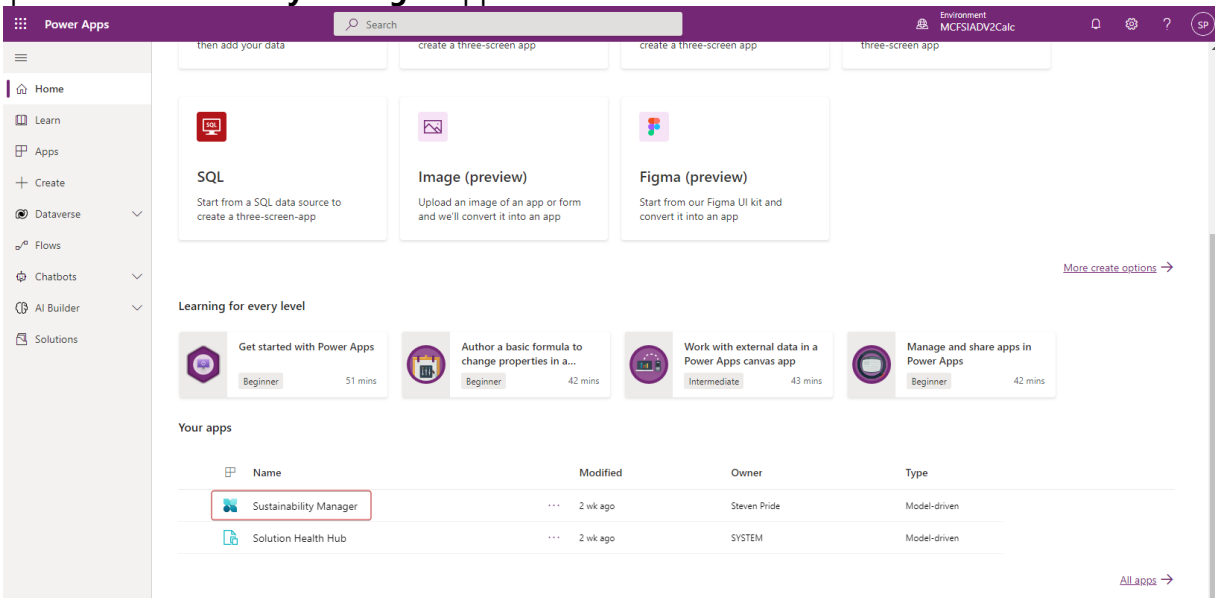 Power Apps
Search
Environment
MCFSIADV2Calc
?
SP
then add your data
create a three-screen app
create a three-screen app
three-screen app
Home
Learn
Apps
Create
Dataverse
Flows
Chatbots
AI Builder
Solutions
SQL
SQL
Start from a SQL data source to
create a three-screen-app
Image (preview)
Upload an image of an app or form
and we'll convert it into an app
Figma (preview)
Start from our Figma UI kit and
convert it into an app
More create options →
Learning for every level
Get started with Power Apps
Beginner 51 mins
Author a basic formula to
change properties in a...
Beginner 42 mins
Work with external data in a
Power Apps canvas app
Intermediate 43 mins
Manage and share apps in
Power Apps
Beginner 42 mins
Your apps
Name Modified Owner Type
Sustainability Manager ... 2 wk ago Steven Pride Model-driven
Solution Health Hub ... 2 wk ago SYSTEM Model-driven
All apps →